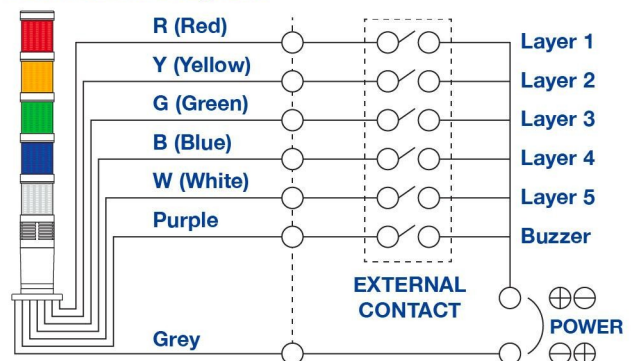 R (Red)
Layer 1
Y (Yellow)
Layer 2
G (Green)
Layer 3
B (Blue)
Layer 4
W (White)
Layer 5
Purple
Buzzer
EXTERNAL
CONTACT
POWER
Grey